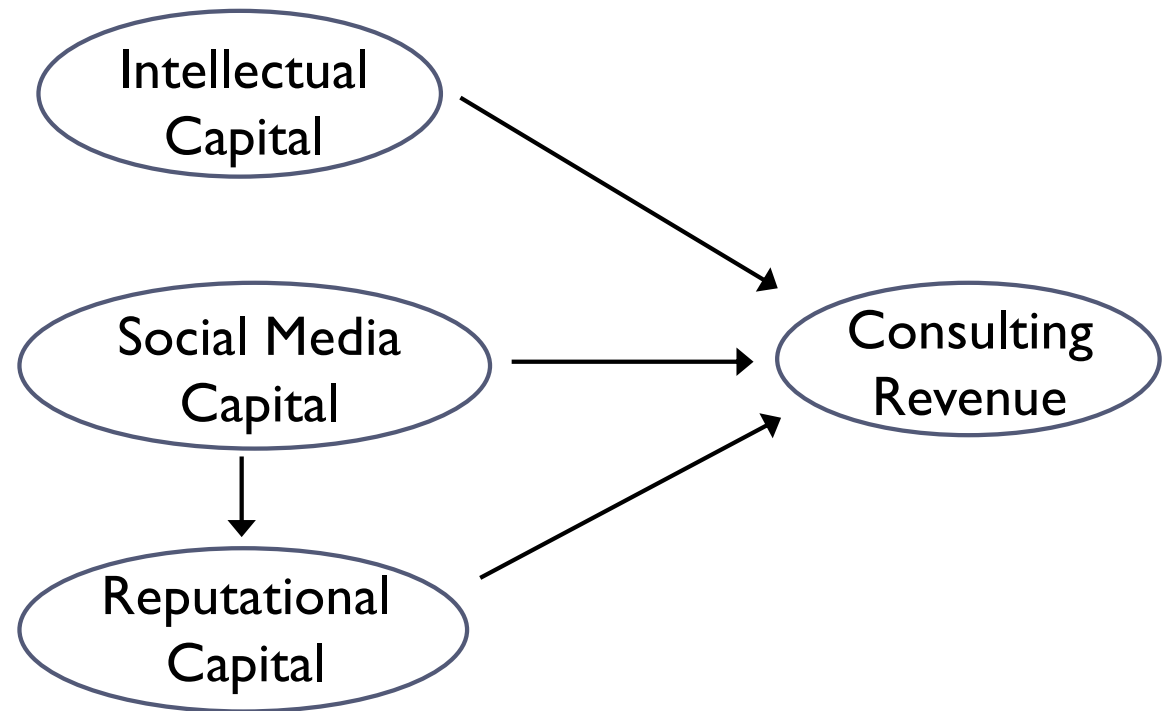 Intellectual
Capital
Social Media
Capital
Consulting
Revenue
Reputational
Capital